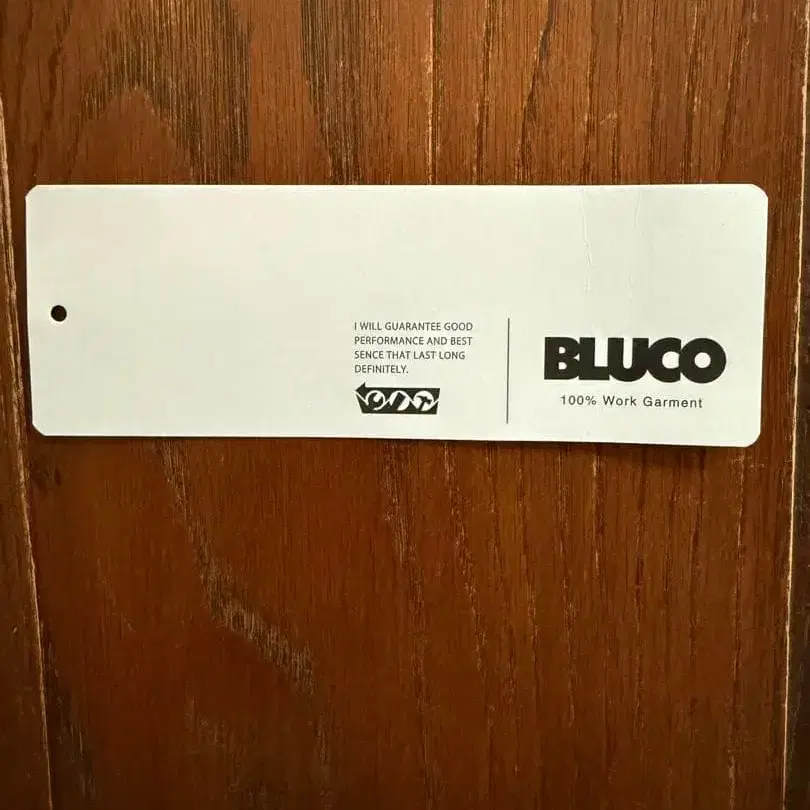 I WILL GUARANTEE GOOD
PERFORMANCE AND BEST
SENCE THAT LAST LONG
DEFINITELY.
BLUCO
100% Work Garment